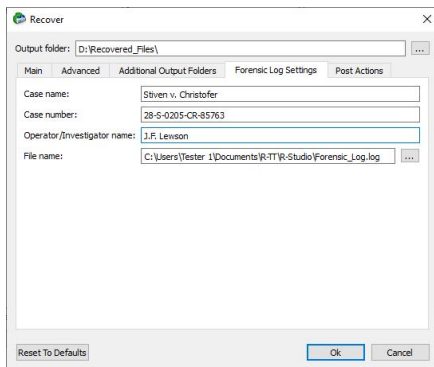 Recover
Output folder: D:\Recovered_Files\ ...
Main Advanced Additional Output Folders Forensic Log Settings Post Actions
Case name: Stiven v. Christofer
Case number: 28-S-0205-CR-85763
Operator/Investigator name: J.F. Lewson
File name: C:\Users\Tester 1\Documents\R-TT\R-Studio\Forensic_Log.log ...
Reset To Defaults Ok Cancel